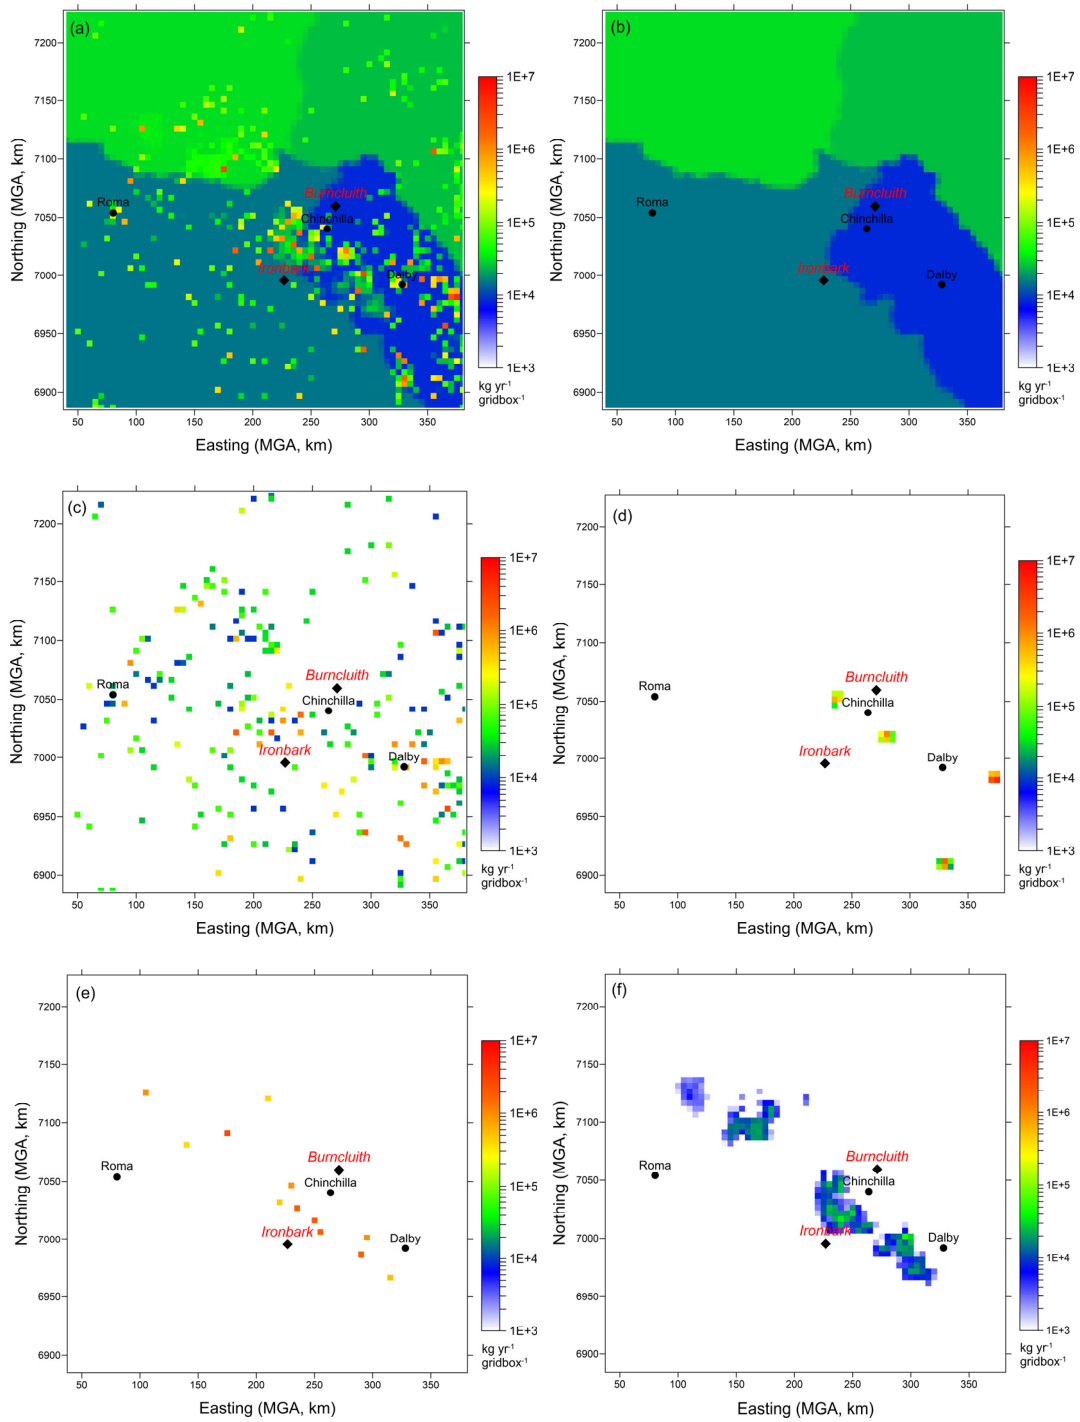 (a)
7200
7150
7100
7050
7000
6950
6900
Northing (MGA, km)
Roma
Burncluith
Chinchilla
Ironbark
Dalby
50 100 150 200 250 300 350
Easting (MGA, km)
1E+7
1E+6
1E+5
1E+4
1E+3
kg yr⁻¹
gridbox⁻¹
(b)
7200
7150
7100
7050
7000
6950
6900
Northing (MGA, km)
Roma
Burncluith
Chinchilla
Ironbark
Dalby
50 100 150 200 250 300 350
Easting (MGA, km)
1E+7
1E+6
1E+5
1E+4
1E+3
kg yr⁻¹
gridbox⁻¹
(c)
7200
7150
7100
7050
7000
6950
6900
Northing (MGA, km)
Roma
Burncluith
Chinchilla
Ironbark
Dalby
50 100 150 200 250 300 350
Easting (MGA, km)
1E+7
1E+6
1E+5
1E+4
1E+3
kg yr⁻¹
gridbox⁻¹
(d)
7200
7150
7100
7050
7000
6950
6900
Northing (MGA, km)
Roma
Burncluith
Chinchilla
Ironbark
Dalby
50 100 150 200 250 300 350
Easting (MGA, km)
1E+7
1E+6
1E+5
1E+4
1E+3
kg yr⁻¹
gridbox⁻¹
(e)
7200
7150
7100
7050
7000
6950
6900
Northing (MGA, km)
Roma
Burncluith
Chinchilla
Ironbark
Dalby
50 100 150 200 250 300 350
Easting (MGA, km)
1E+7
1E+6
1E+5
1E+4
1E+3
kg yr⁻¹
gridbox⁻¹
(f)
7200
7150
7100
7050
7000
6950
6900
Northing (MGA, km)
Roma
Burncluith
Chinchilla
Ironbark
Dalby
50 100 150 200 250 300 350
Easting (MGA, km)
1E+7
1E+6
1E+5
1E+4
1E+3
kg yr⁻¹
gridbox⁻¹